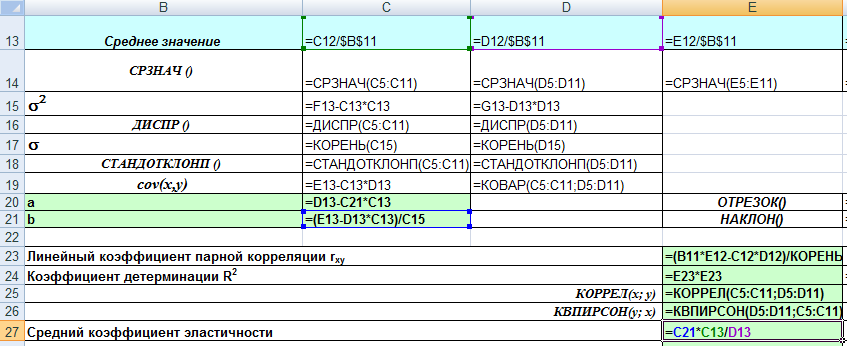 B C D E
13 Среднее значение =C12/$B$11 =D12/$B$11 =E12/$B$11
14 СРЗНАЧ () =СРЗНАЧ(C5:C11) =СРЗНАЧ(D5:D11) =СРЗНАЧ(E5:E11)
15 σ² =F13-C13*C13 =G13-D13*D13
16 ДИСПР () =ДИСПР(C5:C11) =ДИСПР(D5:D11)
17 σ =КОРЕНЬ(C15) =КОРЕНЬ(D15)
18 СТАНДОТКЛОНП () =СТАНДОТКЛОНП(C5:C11) =СТАНДОТКЛОНП(D5:D11)
19 cov(x,y) =E13-C13*D13 =КОВАР(C5:C11;D5:D11)
20 a =D13-C21*C13 ОТРЕЗОК()
21 b =(E13-D13*C13)/C15 НАКЛОН()
22
23 Линейный коэффициент парной корреляции rxy =(B11*E12-C12*D12)/КОРЕНЬ
24 Коэффициент детерминации R² =E23*E23
25 КОРРЕЛ(x; y) =КОРРЕЛ(C5:C11;D5:D11)
26 КВПИРСОН(y; x) =КВПИРСОН(D5:D11;C5:C11)
27 Средний коэффициент эластичности =C21*C13/D13